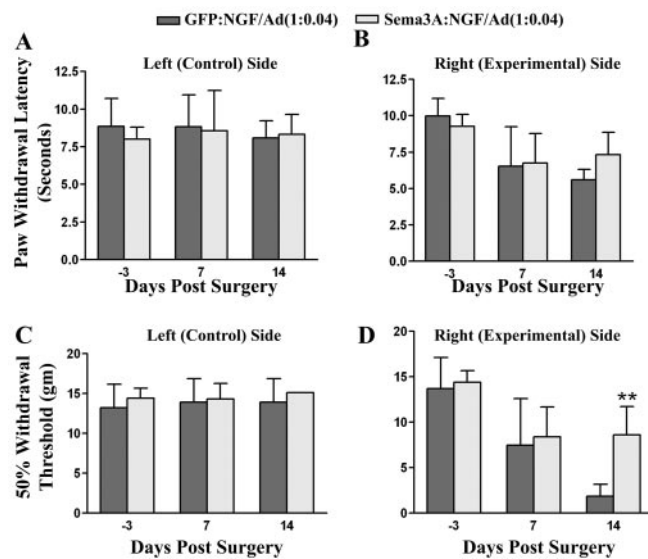 GFP:NGF/Ad(1:0.04) Sema3A:NGF/Ad(1:0.04)
A
Left (Control) Side
Paw Withdrawal Latency
(Seconds)
12.5
10.0
7.5
5.0
2.5
0.0
-3 7 14
Days Post Surgery
B
Right (Experimental) Side
12.5
10.0
7.5
5.0
2.5
0.0
-3 7 14
Days Post Surgery
C
Left (Control) Side
50% Withdrawal
Threshold (gm)
20
15
10
5
0
-3 7 14
Days Post Surgery
D
Right (Experimental) Side
20
15
10
5
0
**
-3 7 14
Days Post Surgery